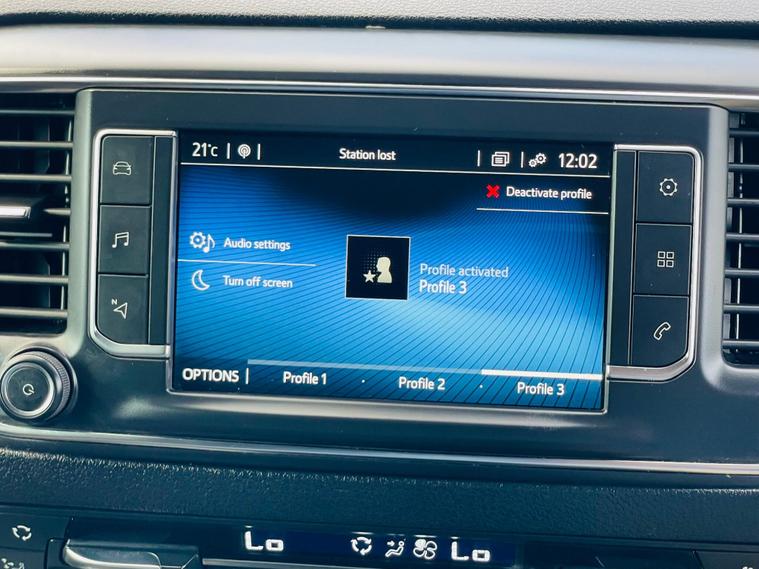 21°C Station lost 12:02
Deactivate profile
Audio settings
Turn off screen
Profile activated
Profile 3
OPTIONS Profile 1 Profile 2 Profile 3
N
Lo Lo